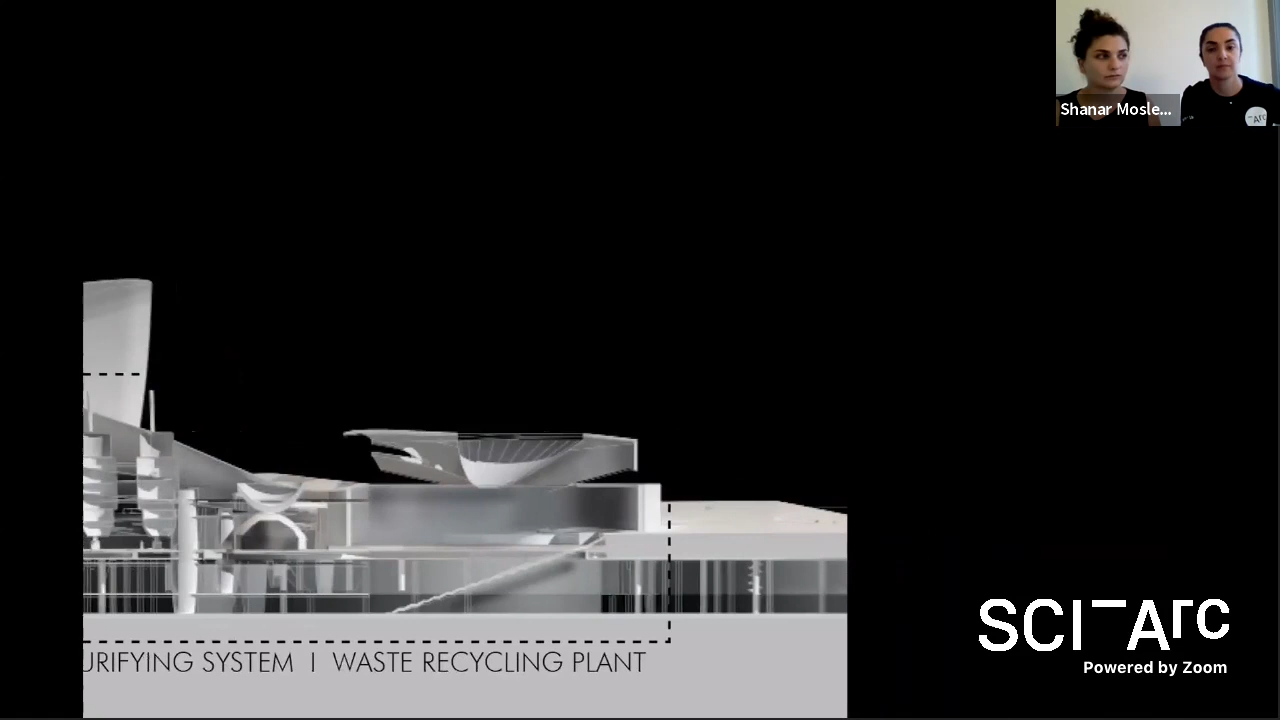 Shanar Mosle...
URIFYING SYSTEM | WASTE RECYCLING PLANT
SCI-Arc
Powered by Zoom